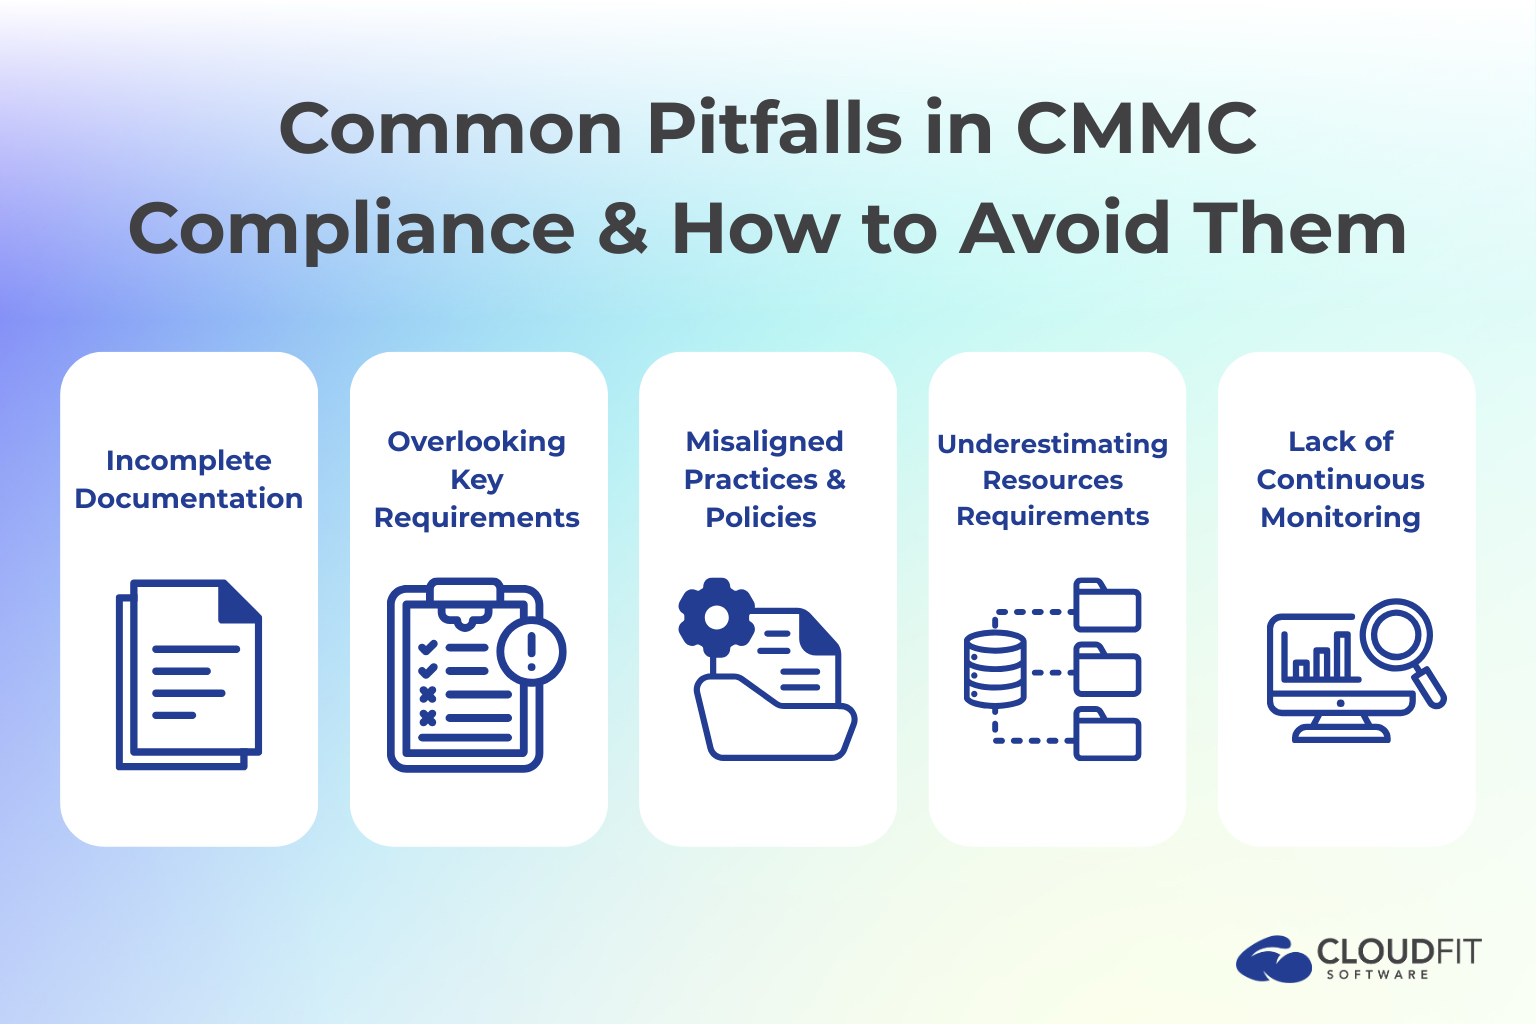 Common Pitfalls in CMMC
Compliance & How to Avoid Them
Incomplete
Documentation
Overlooking
Key
Requirements
Misaligned
Practices &
Policies
Underestimating
Resources
Requirements
Lack of
Continuous
Monitoring
CLOUDFIT
SOFTWARE